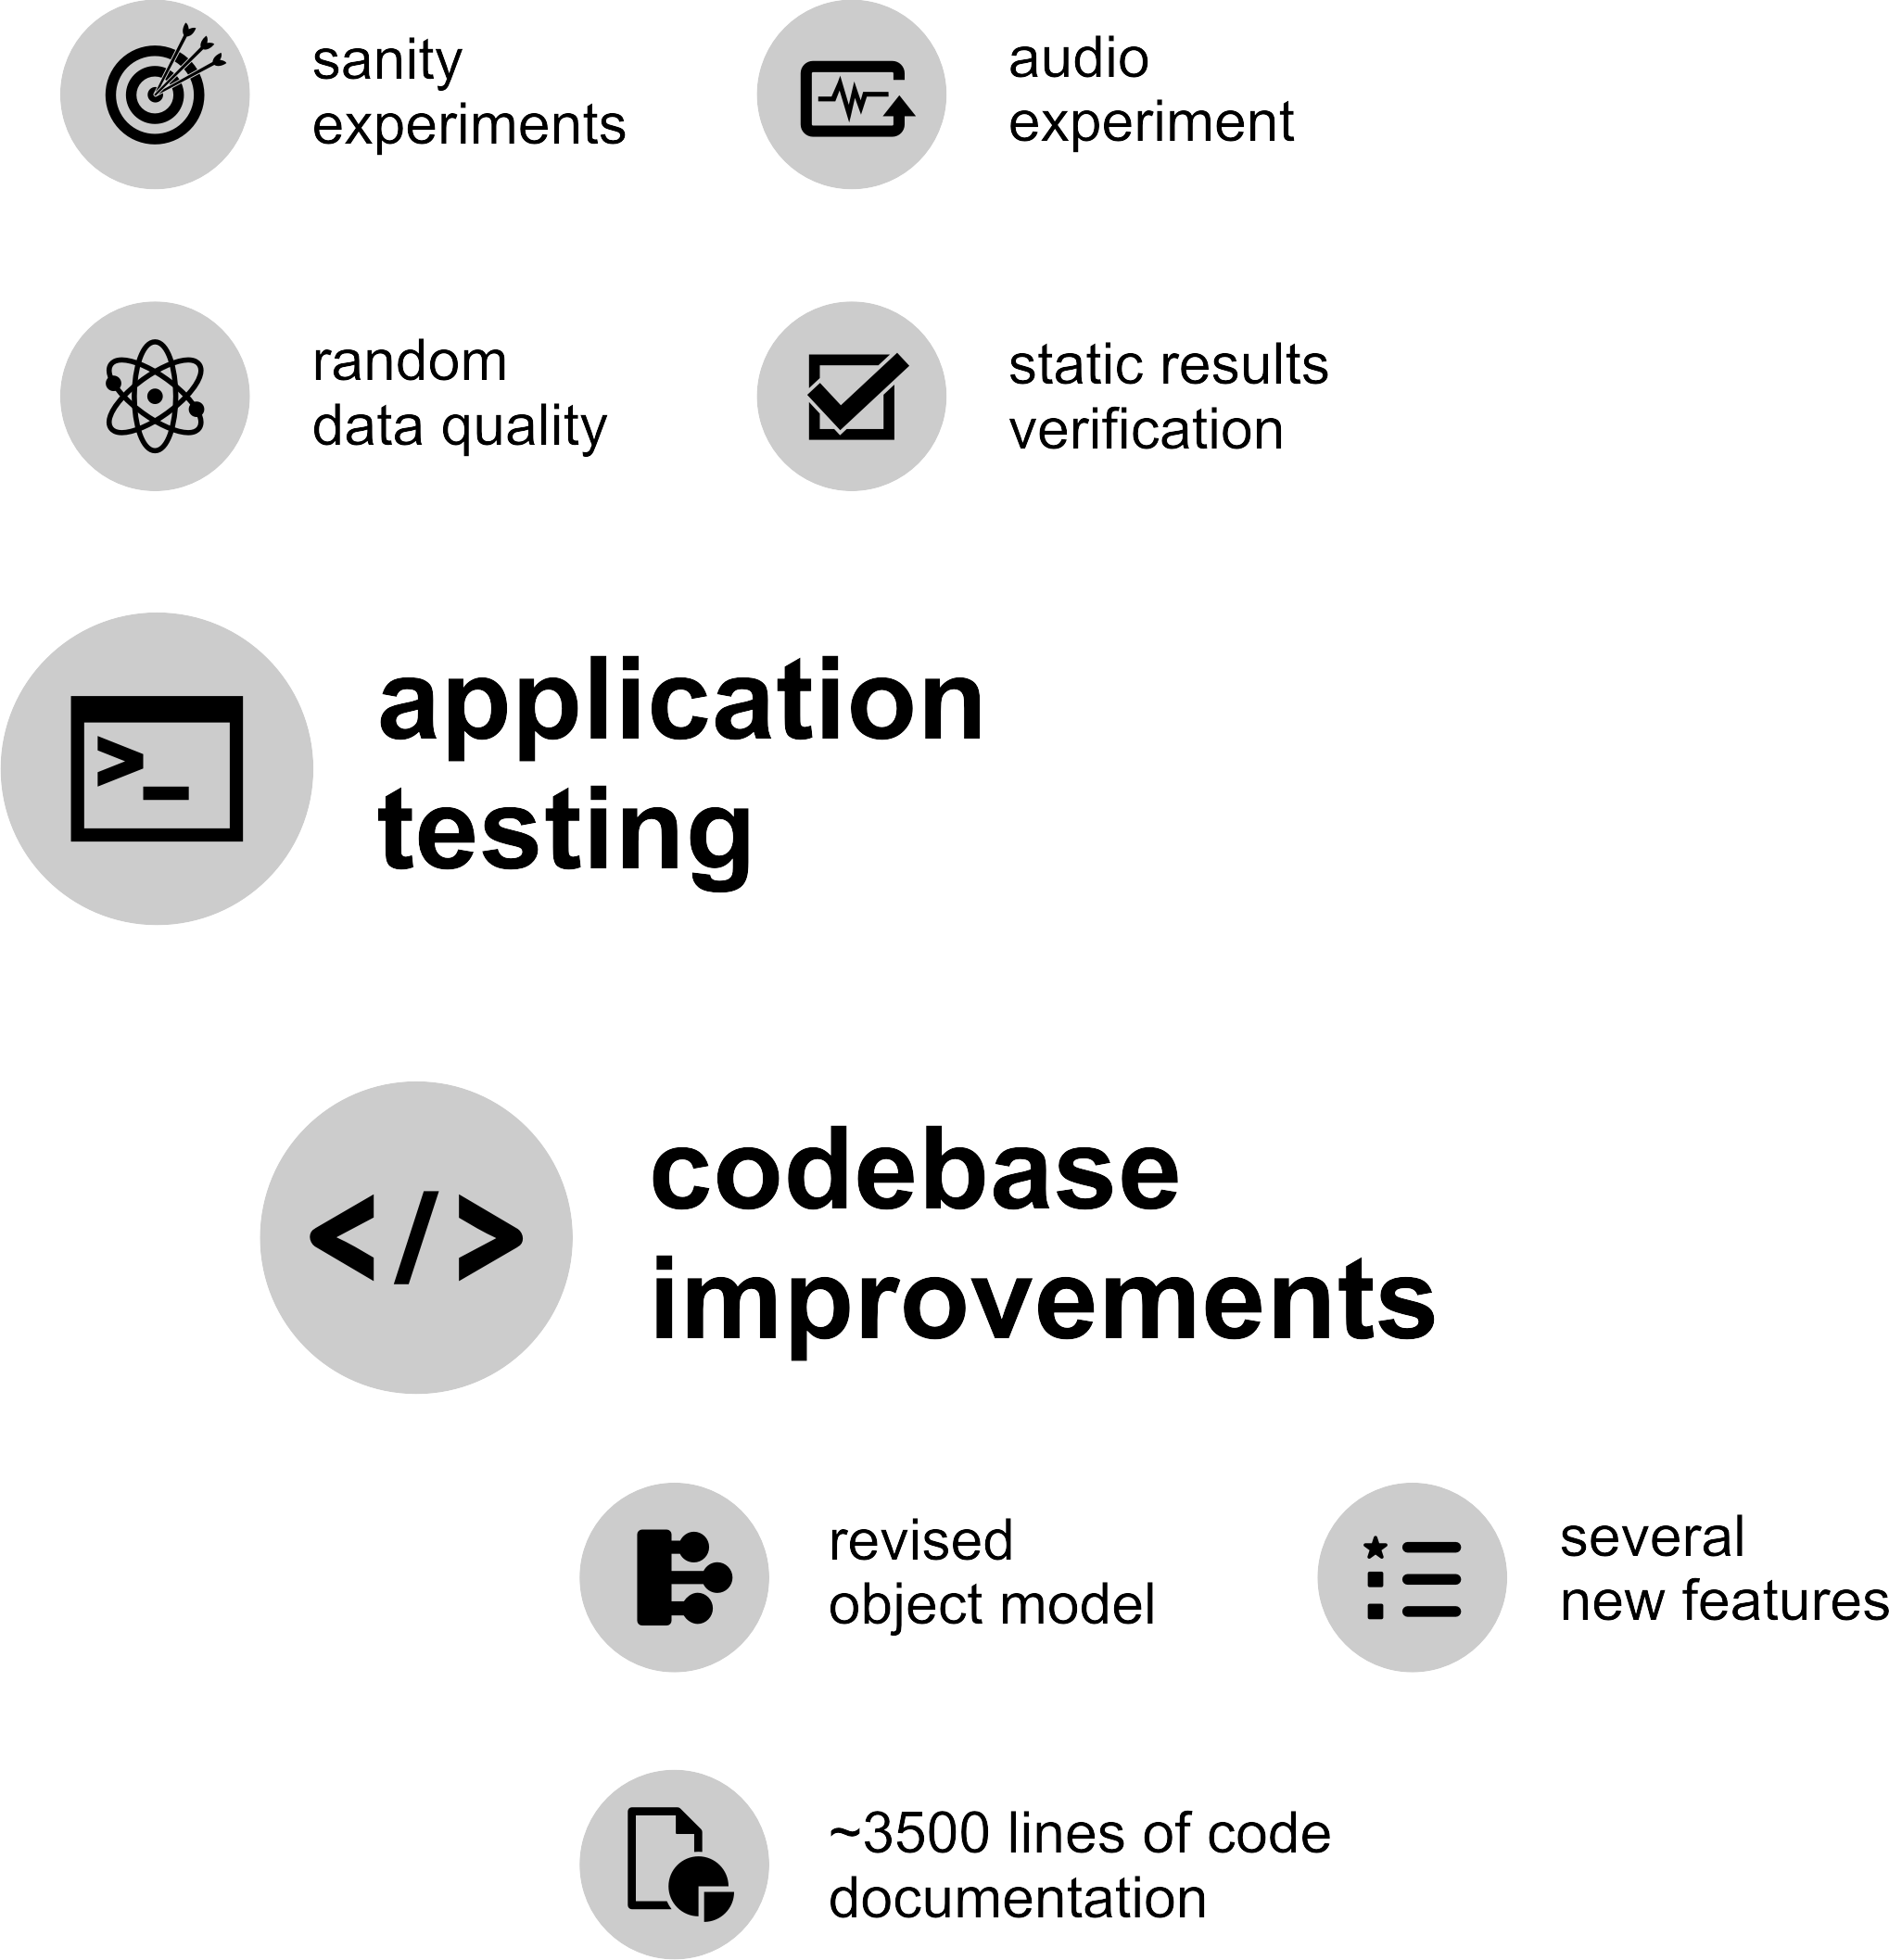 sanity
experiments
audio
experiment
random
data quality
static results
verification
>_
application
testing
</>
codebase
improvements
revised
object model
several
new features
~3500 lines of code
documentation